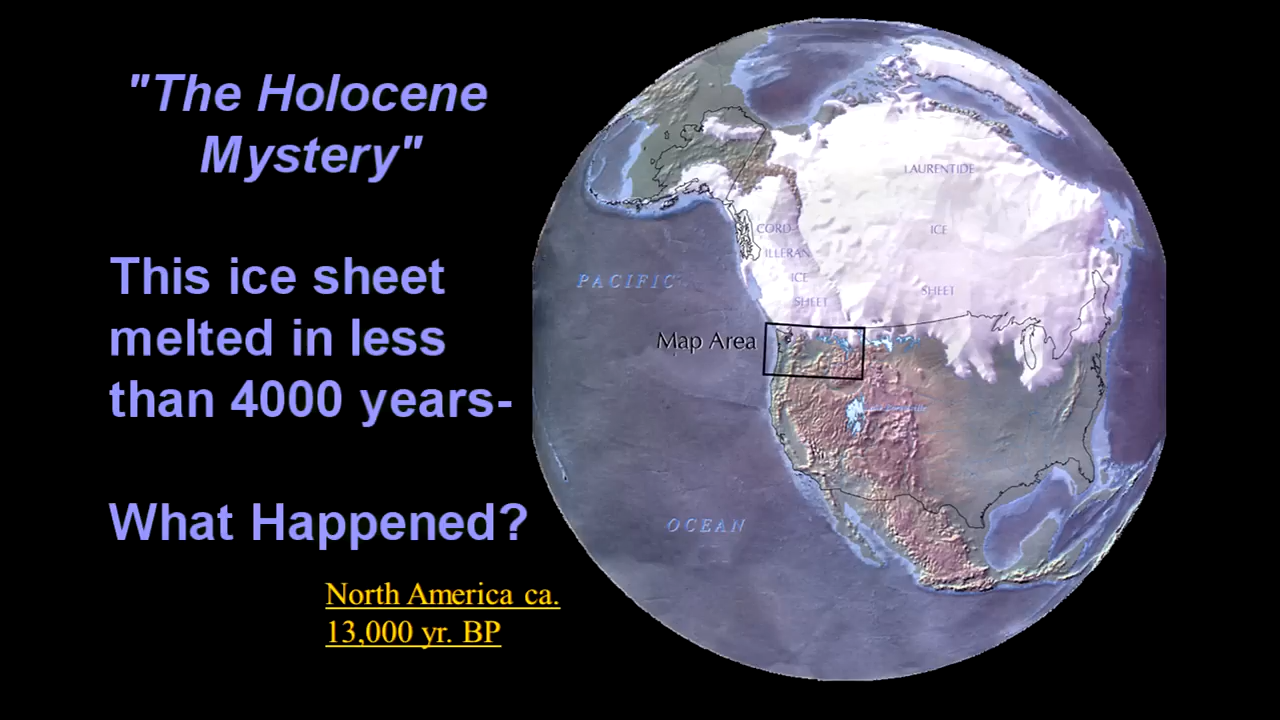 "The Holocene
Mystery"
This ice sheet
melted in less
than 4000 years-
What Happened?
North America ca.
13,000 yr. BP
LAURENTIDE
ICE
SHEET
CORD-
ILLERAN
ICE
SHEET
PACIFIC
Map Area
OCEAN